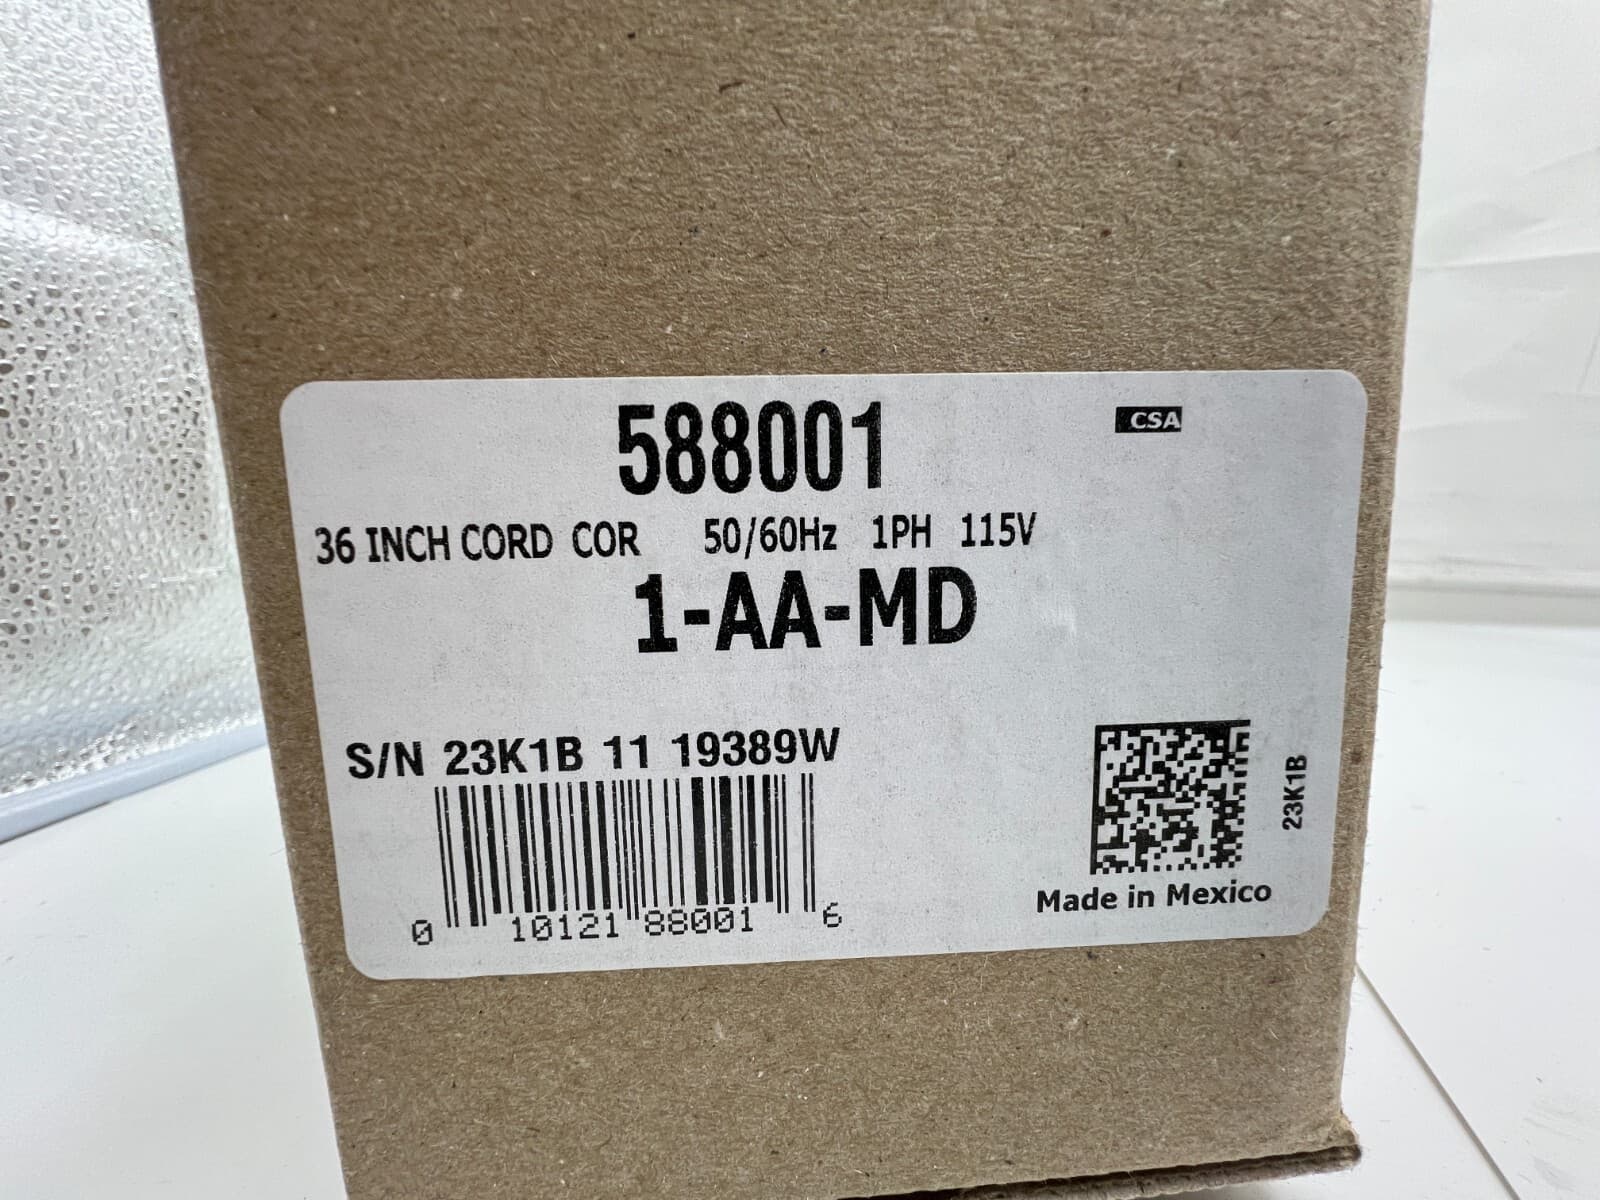 588001
CSA
36 INCH CORD COR 50/60Hz 1PH 115V
1-AA-MD
S/N 23K1B 11 19389W
23K1B
0 10121 88001 6
Made in Mexico